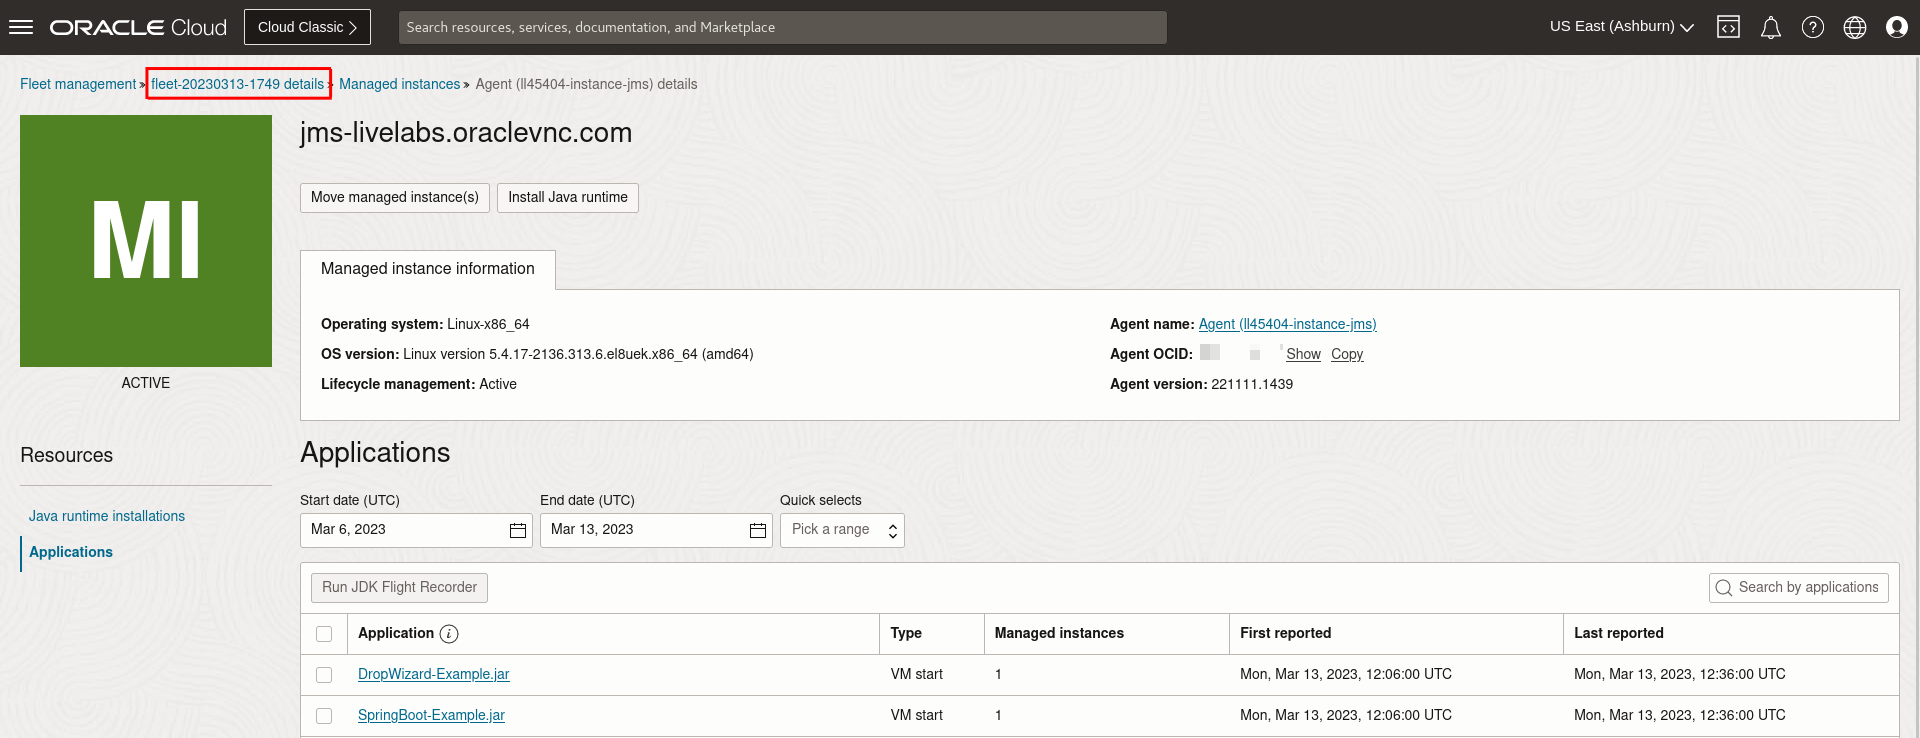 ORACLE Cloud
Cloud Classic
Search resources, services, documentation, and Marketplace
US East (Ashburn)
Fleet management » fleet-20230313-1749 details » Managed instances » Agent (ll45404-instance-jms) details
MI
ACTIVE
jms-livelabs.oraclevnc.com
Move managed instance(s)
Install Java runtime
Managed instance information
Operating system: Linux-x86_64
OS version: Linux version 5.4.17-2136.313.6.el8uek.x86_64 (amd64)
Lifecycle management: Active
Agent name: Agent (ll45404-instance-jms)
Agent OCID: Show Copy
Agent version: 221111.1439
Resources
Java runtime installations
Applications
Applications
Start date (UTC)
Mar 6, 2023
End date (UTC)
Mar 13, 2023
Quick selects
Pick a range
Run JDK Flight Recorder
Search by applications
Application i Type Managed instances First reported Last reported
DropWizard-Example.jar VM start 1 Mon, Mar 13, 2023, 12:06:00 UTC Mon, Mar 13, 2023, 12:36:00 UTC
SpringBoot-Example.jar VM start 1 Mon, Mar 13, 2023, 12:06:00 UTC Mon, Mar 13, 2023, 12:36:00 UTC